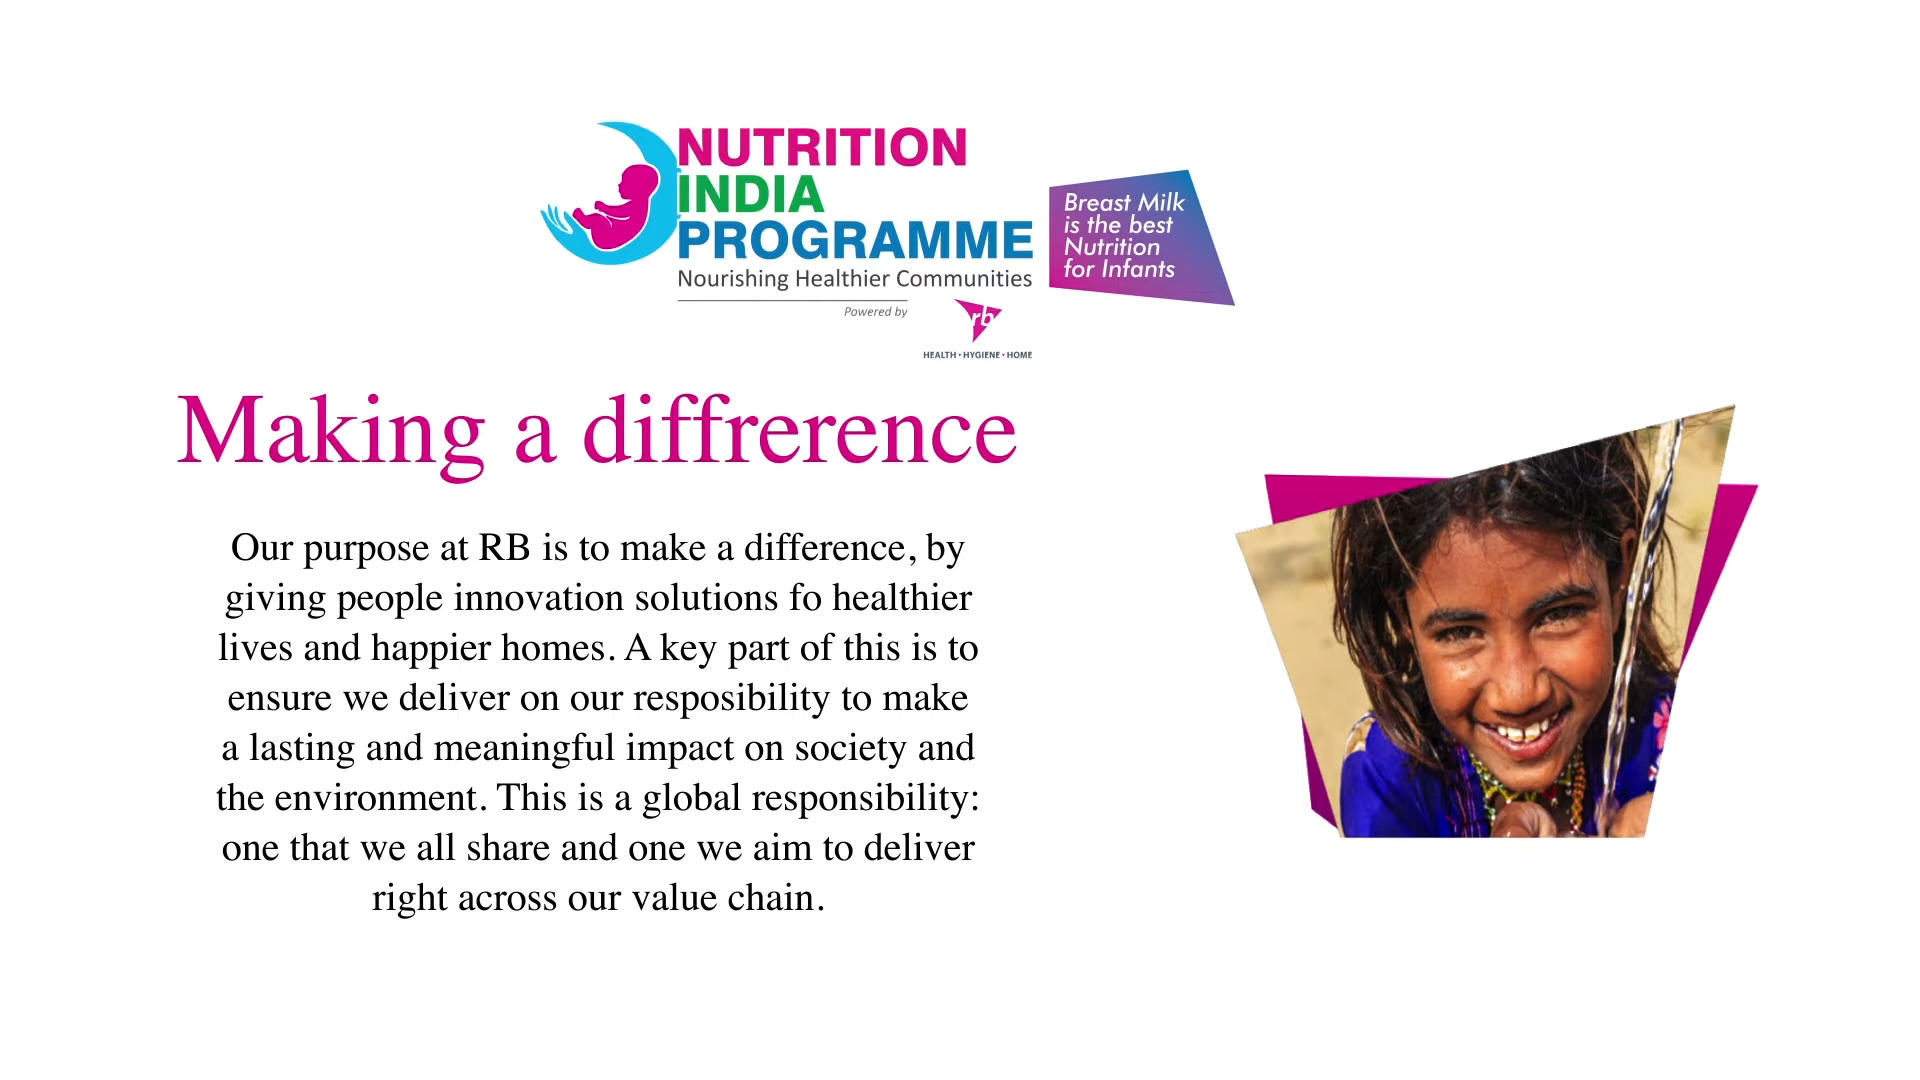 NUTRITION
INDIA
PROGRAMME
Nourishing Healthier Communities
Powered by
rb
HEALTH • HYGIENE • HOME
Breast Milk
is the best
Nutrition
for Infants
Making a diffrerence
Our purpose at RB is to make a difference, by
giving people innovation solutions fo healthier
lives and happier homes. A key part of this is to
ensure we deliver on our resposibility to make
a lasting and meaningful impact on society and
the environment. This is a global responsibility:
one that we all share and one we aim to deliver
right across our value chain.